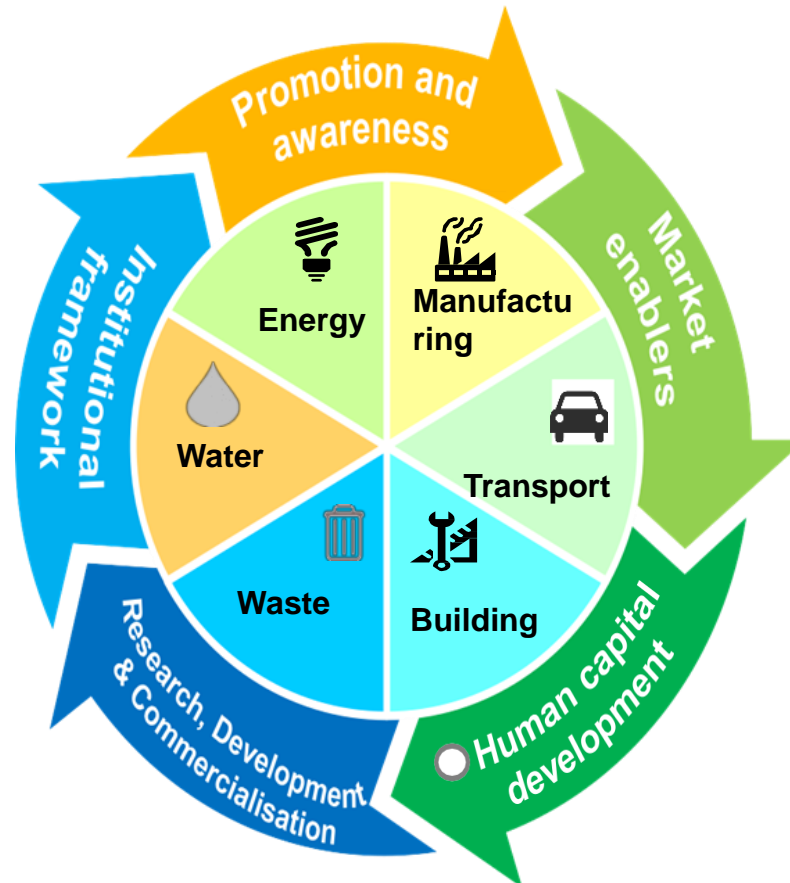 Promotion and
awareness
Market
enablers
Human capital
development
Research, Development
& Commercialisation
Institutional
framework
Energy
Manufactu
ring
Transport
Building
Waste
Water